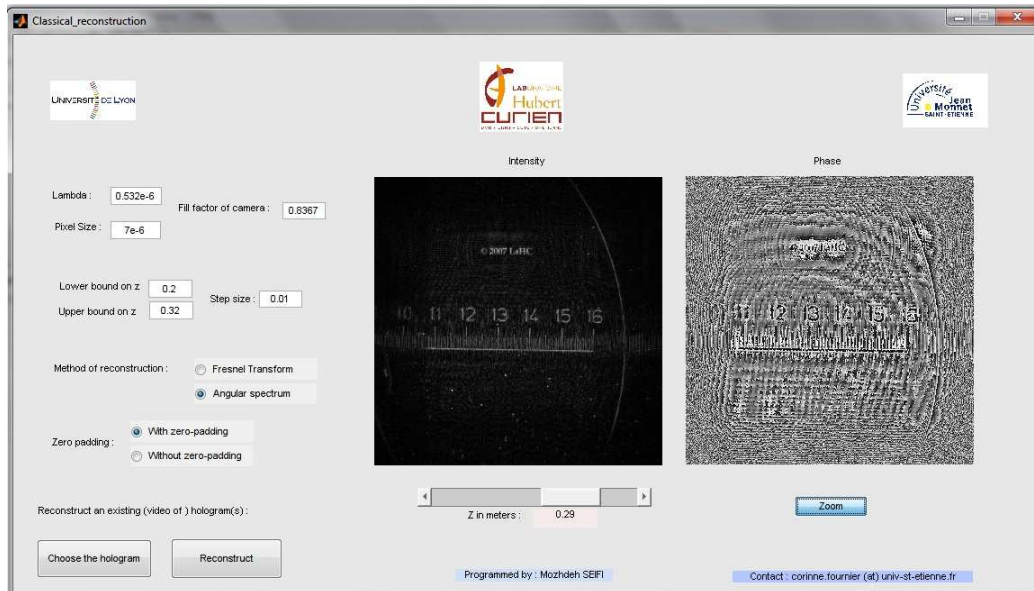 Classical_reconstruction
UNIVERSITÉ DE LYON
LABORATOIRE
Hubert
CURIEN
Université
Jean
Monnet
SAINT-ETIENNE
Intensity
Phase
Lambda :
0.532e-6
Fill factor of camera :
0.8367
Pixel Size :
7e-6
Lower bound on z
0.2
Step size :
0.01
Upper bound on z
0.32
© 2007 LaHC
10 11 12 13 14 15 16
11 12 13 14 15 16
Method of reconstruction :
Fresnel Transform
Angular spectrum
Zero padding :
With zero-padding
Without zero-padding
Reconstruct an existing (video of ) hologram(s) :
Z in meters :
0.29
Zoom
Choose the hologram
Reconstruct
Programmed by : Mozhdeh SEIFI
Contact : corinne.fournier (at) univ-st-etienne.fr